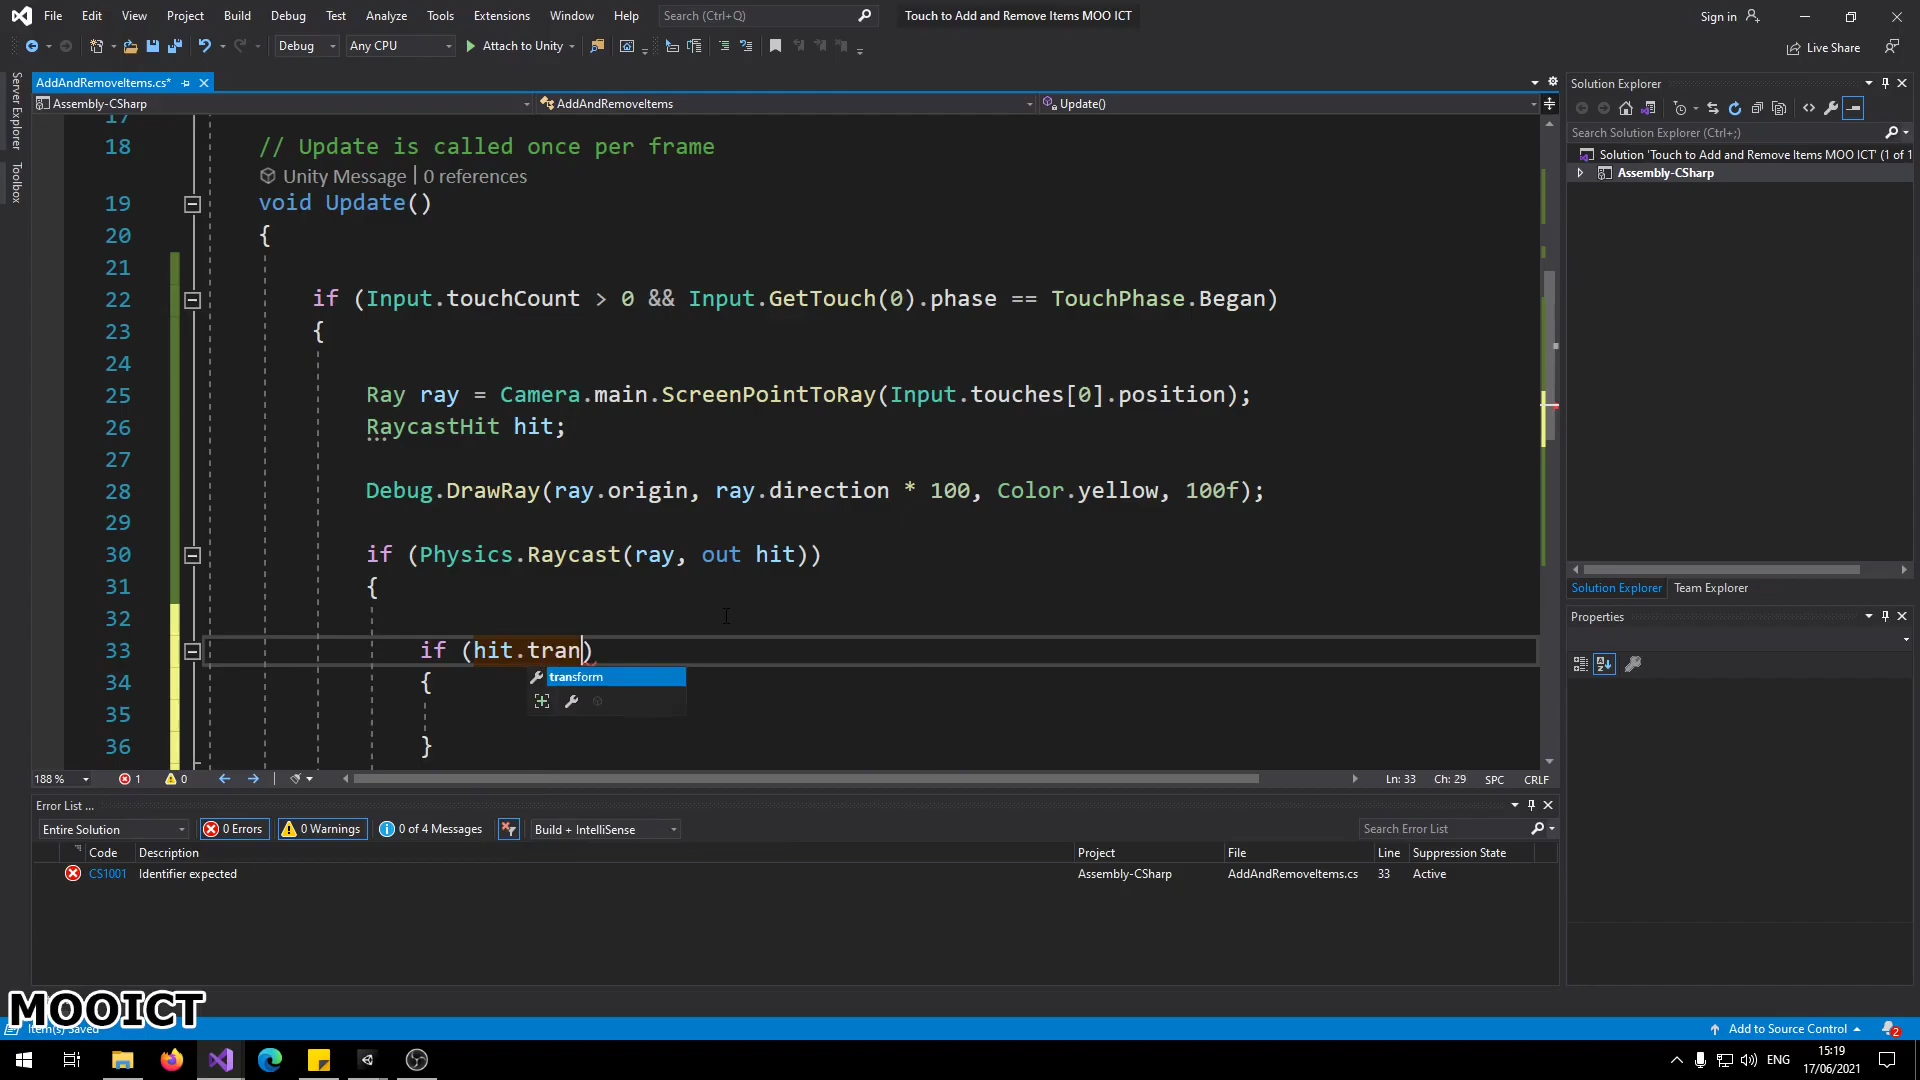 File Edit View Project Build Debug Test Analyze Tools Extensions Window Help Search (Ctrl+Q) Touch to Add and Remove Items MOO ICT Sign in
Debug Any CPU Attach to Unity Live Share
Server Explorer
Toolbox
AddAndRemoveItems.cs*
Assembly-CSharp AddAndRemoveItems Update()
17
18 // Update is called once per frame
Unity Message | 0 references
19 void Update()
20 {
21
22 if (Input.touchCount > 0 && Input.GetTouch(0).phase == TouchPhase.Began)
23 {
24
25 Ray ray = Camera.main.ScreenPointToRay(Input.touches[0].position);
26 RaycastHit hit;
27
28 Debug.DrawRay(ray.origin, ray.direction * 100, Color.yellow, 100f);
29
30 if (Physics.Raycast(ray, out hit))
31 {
32
33 if (hit.tran)
transform
34 {
35
36 }
188 % 1 0 Ln: 33 Ch: 29 SPC CRLF
Solution Explorer
Search Solution Explorer (Ctrl+;)
Solution 'Touch to Add and Remove Items MOO ICT' (1 of 1
Assembly-CSharp
Solution Explorer Team Explorer
Properties
Error List ...
Entire Solution 0 Errors 0 Warnings 0 of 4 Messages Build + IntelliSense Search Error List
Code Description Project File Line Suppression State
CS1001 Identifier expected Assembly-CSharp AddAndRemoveItems.cs 33 Active
MOOICT
Item(s) Saved Add to Source Control 2
ENG 15:19
17/06/2021